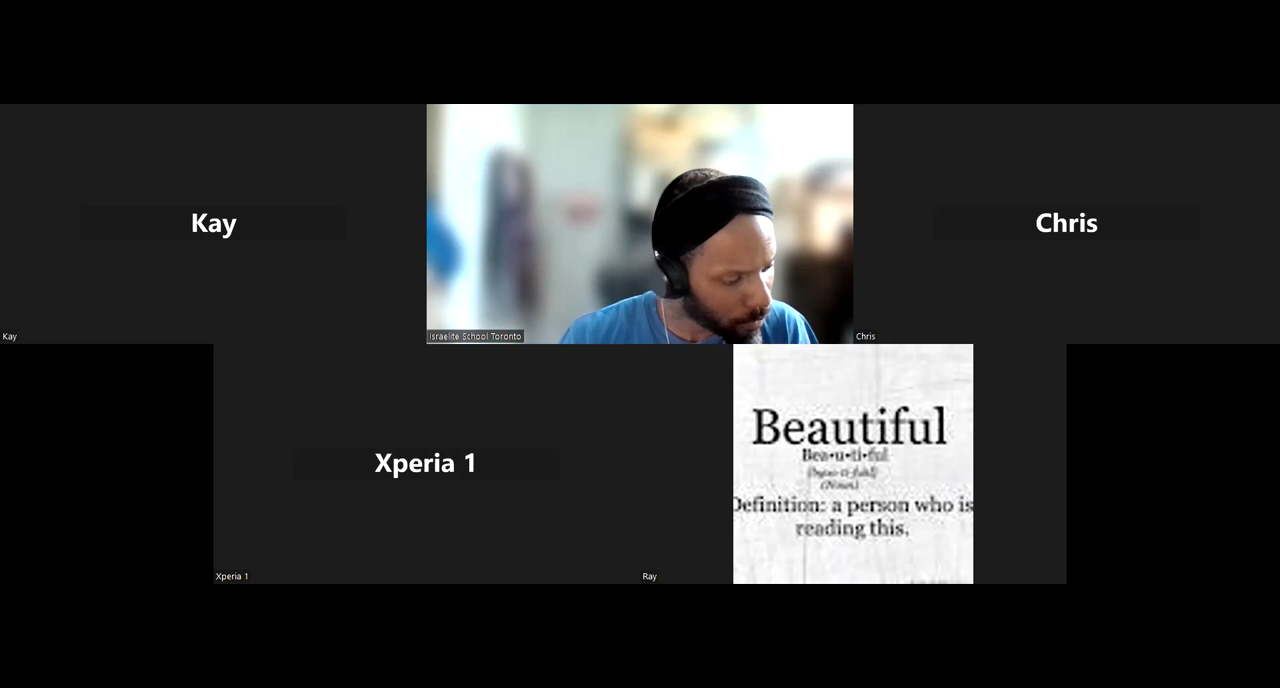 Kay
Chris
Kay
Israelite School Toronto
Chris
Xperia 1
Beautiful
Bea•u•ti•ful
(Noun)
Definition: a person who is
reading this.
Xperia 1
Ray